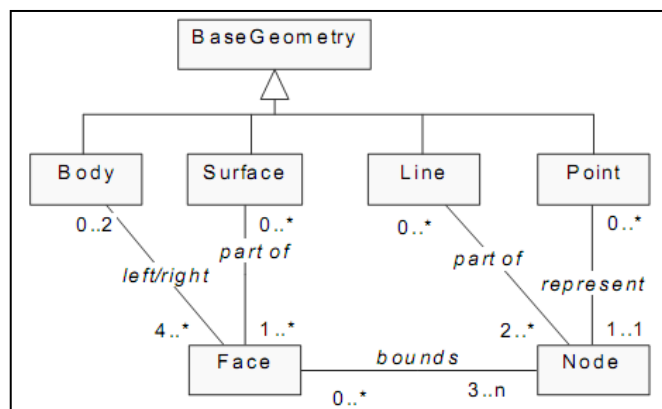 BaseGeometry
Body
Surface
Line
Point
0..2
0..*
0..*
0..*
part of
part of
left/right
represent
4..*
1..*
2..*
1..1
Face
bounds
Node
0..*
3..n